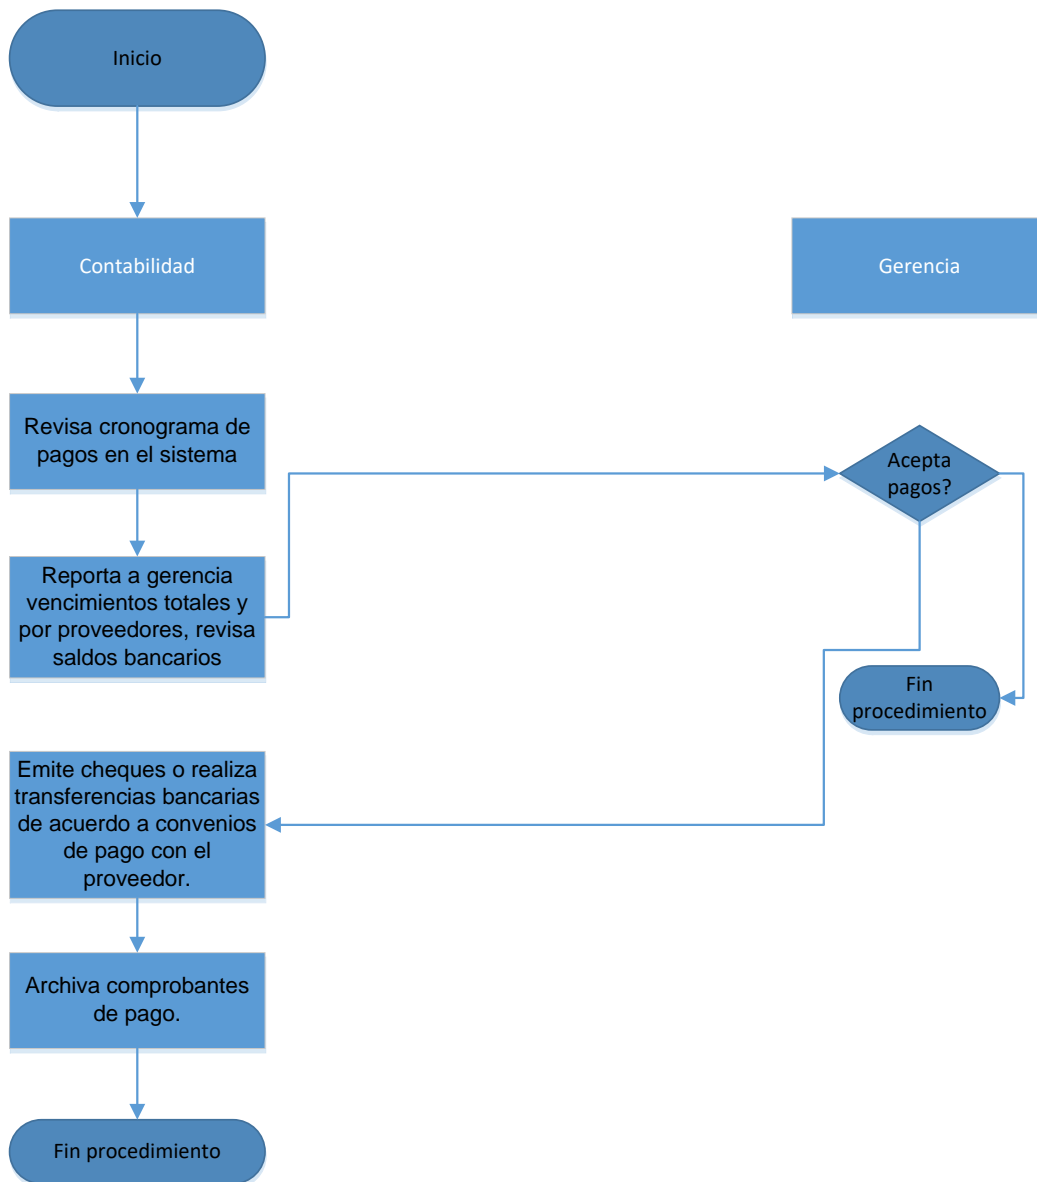 Inicio
Contabilidad
Gerencia
Revisa cronograma de
pagos en el sistema
Acepta
pagos?
Reporta a gerencia
vencimientos totales y
por proveedores, revisa
saldos bancarios
Fin
procedimiento
Emite cheques o realiza
transferencias bancarias
de acuerdo a convenios
de pago con el
proveedor.
Archiva comprobantes
de pago.
Fin procedimiento